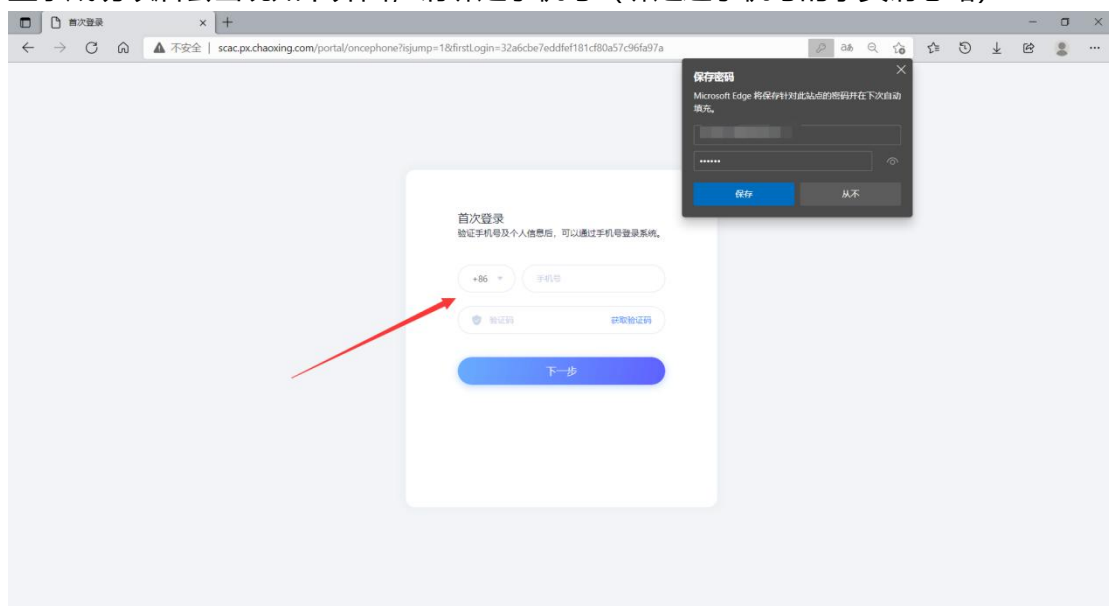 首次登录
不安全 | scac.px.chaoxing.com/portal/oncephone?isjump=1&firstLogin=32a6cbe7eddfef181cf80a57c96fa97a
保存密码
Microsoft Edge 将保存针对此站点的密码并在下次自动
填充。
••••••
保存 从不
首次登录
验证手机号及个人信息后，可以通过手机号登录系统。
+86 手机号
验证码 获取验证码
下一步